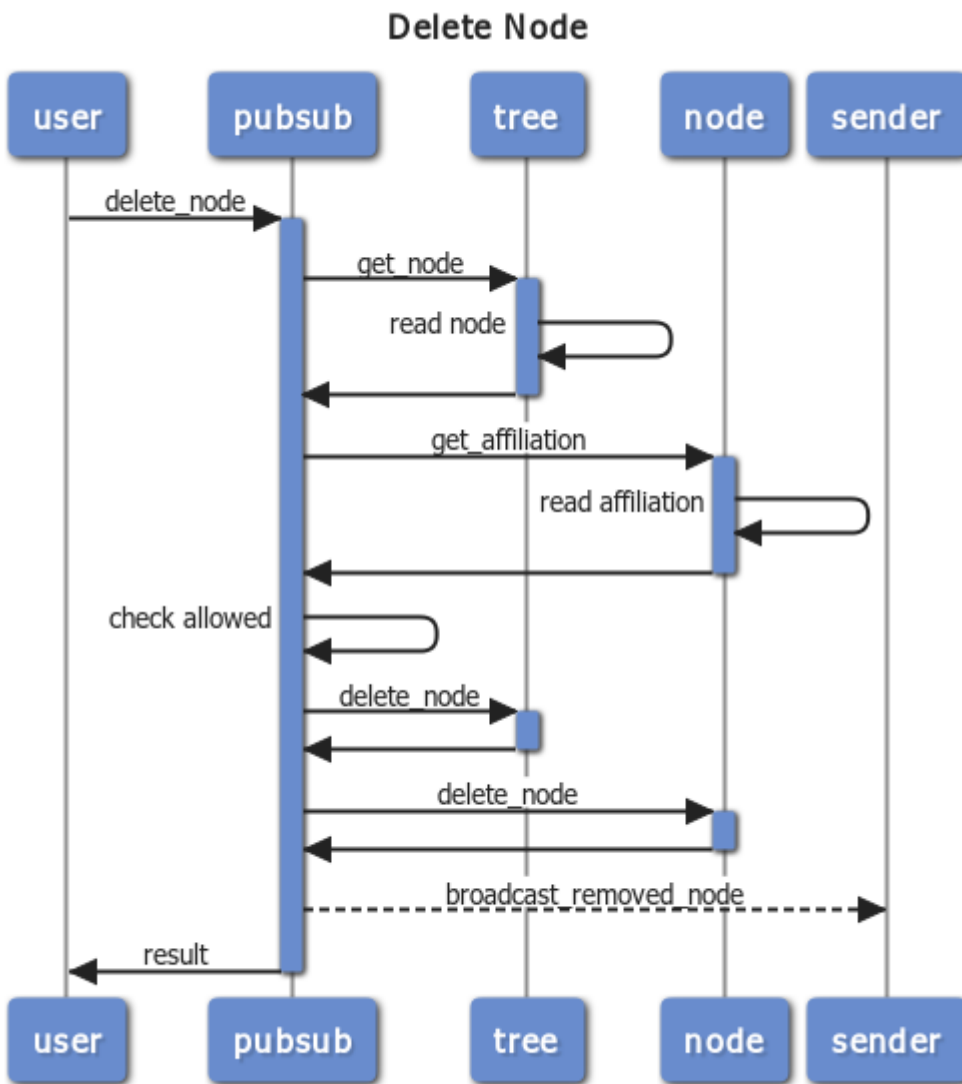 Delete Node
user pubsub tree node sender
delete_node
get_node
read node
get_affiliation
read affiliation
check allowed
delete_node
delete_node
broadcast_removed_node
result
user pubsub tree node sender